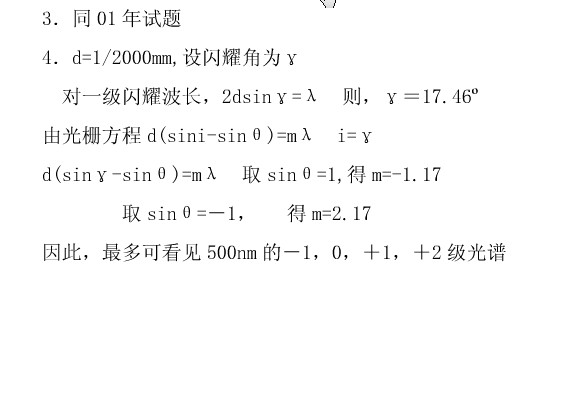 3. 同 01 年试题
4. d=1/2000mm,设闪耀角为γ
对一级闪耀波长，2dsinγ=λ 则，γ＝17.46º
由光栅方程 d(sini-sinθ)=mλ i=γ
d(sinγ-sinθ)=mλ 取 sinθ=1,得 m=-1.17
取 sinθ=－1， 得 m=2.17
因此，最多可看见 500nm 的－1，0，＋1，＋2 级光谱